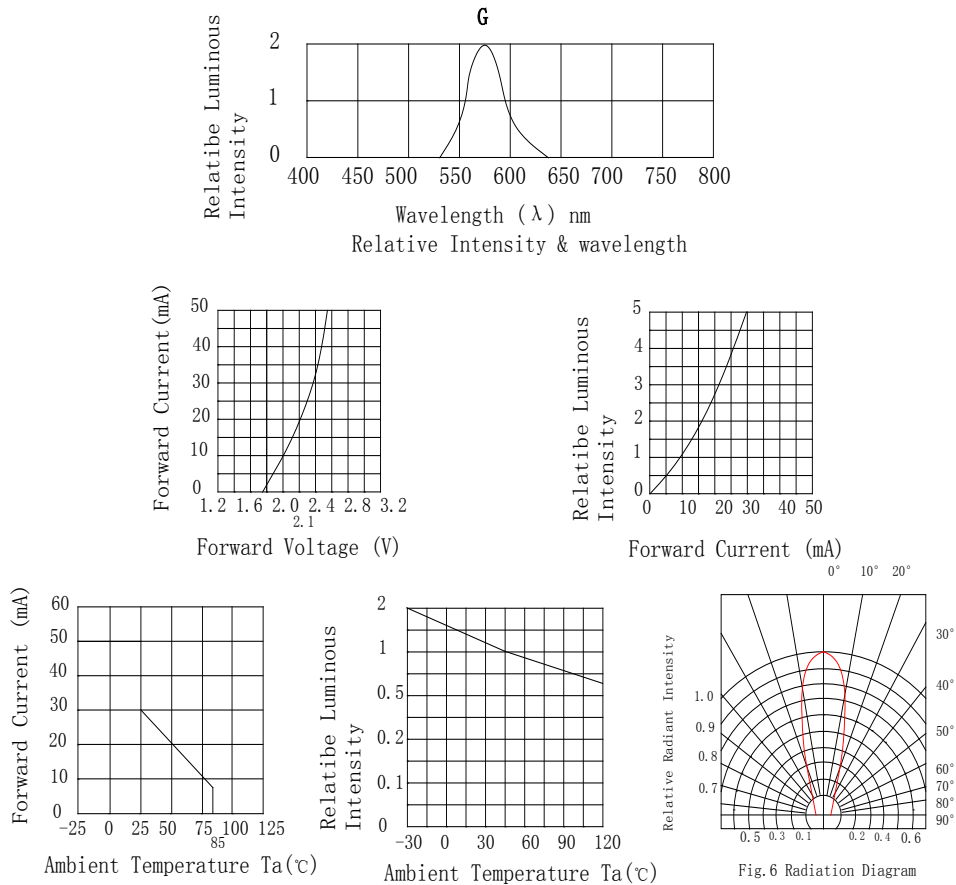 G
Relatibe Luminous
Intensity
2
1
0
400 450 500 550 600 650 700 750 800
Wavelength (λ) nm
Relative Intensity & wavelength
Forward Current(mA)
50
40
30
20
10
0
1.2 1.6 2.0 2.4 2.8 3.2
2.1
Forward Voltage (V)
Relatibe Luminous
Intensity
5
4
3
2
1
0
0 10 20 30 40 50
Forward Current (mA)
Forward Current (mA)
60
50
40
30
20
10
0
-25 0 25 50 75 100 125
85
Ambient Temperature Ta(℃)
Relatibe Luminous
Intensity
2
1
0.5
0.2
0.1
0
-30 0 30 60 90 120
Ambient Temperature Ta(℃)
0° 10° 20°
30°
40°
50°
60°
70°
80°
90°
Relative Radiant Intensity
1.0
0.9
0.8
0.7
0.5 0.3 0.1 0.2 0.4 0.6
Fig.6 Radiation Diagram